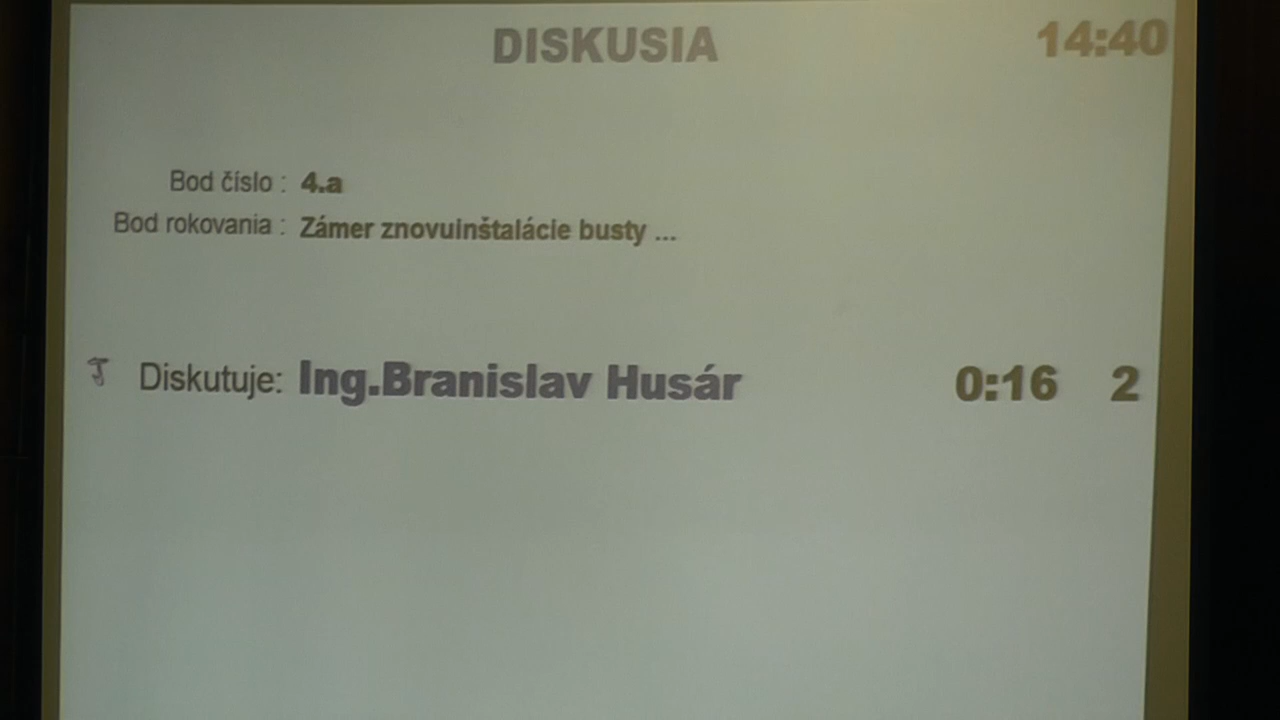 DISKUSIA
14:40
Bod číslo : 4.a
Bod rokovania : Zámer znovuinštalácie busty ...
Diskutuje: Ing.Branislav Husár 0:16 2